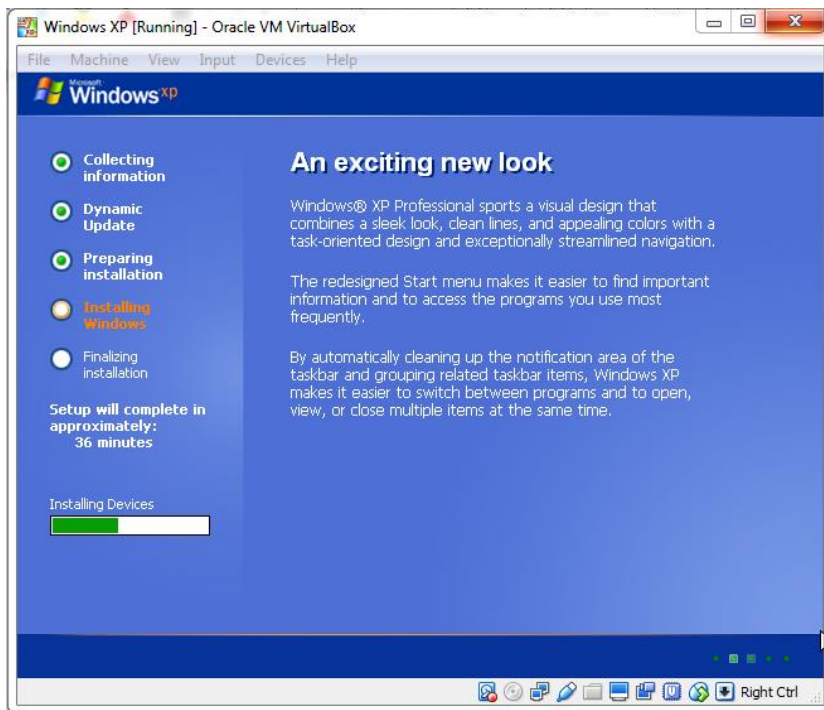 Windows XP [Running] - Oracle VM VirtualBox
File Machine View Input Devices Help
Microsoft
Windows xp
Collecting
information
Dynamic
Update
Preparing
installation
Installing
Windows
Finalizing
installation
Setup will complete in
approximately:
36 minutes
Installing Devices
An exciting new look
Windows® XP Professional sports a visual design that
combines a sleek look, clean lines, and appealing colors with a
task-oriented design and exceptionally streamlined navigation.
The redesigned Start menu makes it easier to find important
information and to access the programs you use most
frequently.
By automatically cleaning up the notification area of the
taskbar and grouping related taskbar items, Windows XP
makes it easier to switch between programs and to open,
view, or close multiple items at the same time.
Right Ctrl